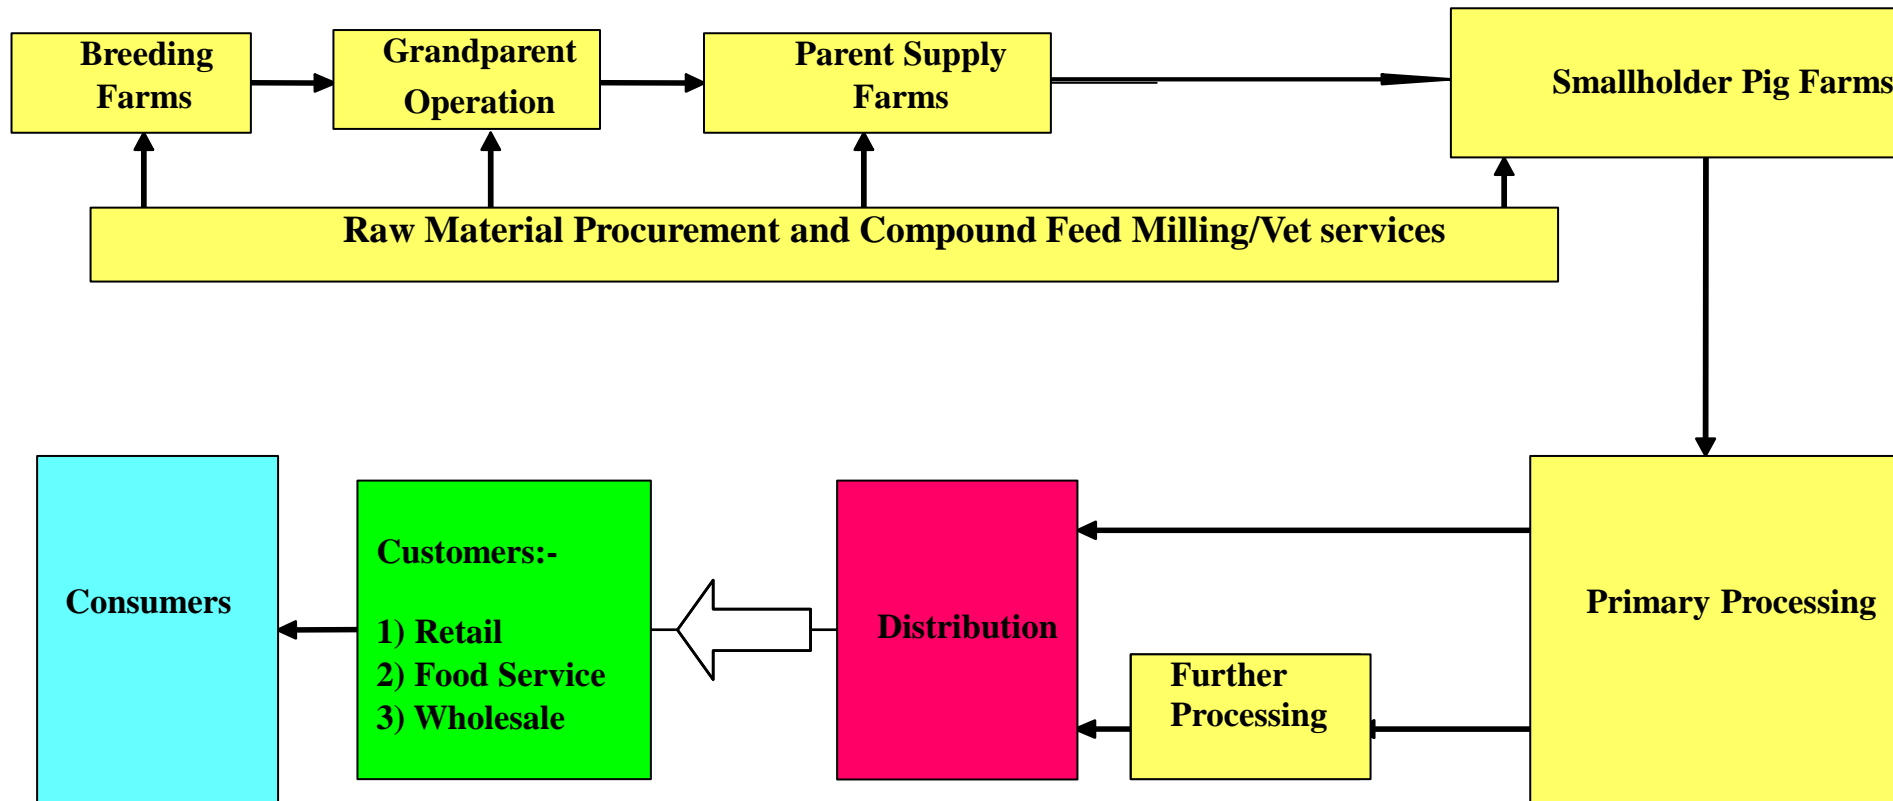 Breeding
Farms
Grandparent
Operation
Parent Supply
Farms
Smallholder Pig Farms
Raw Material Procurement and Compound Feed Milling/Vet services
Consumers
Customers:-
1) Retail
2) Food Service
3) Wholesale
Distribution
Further
Processing
Primary Processing